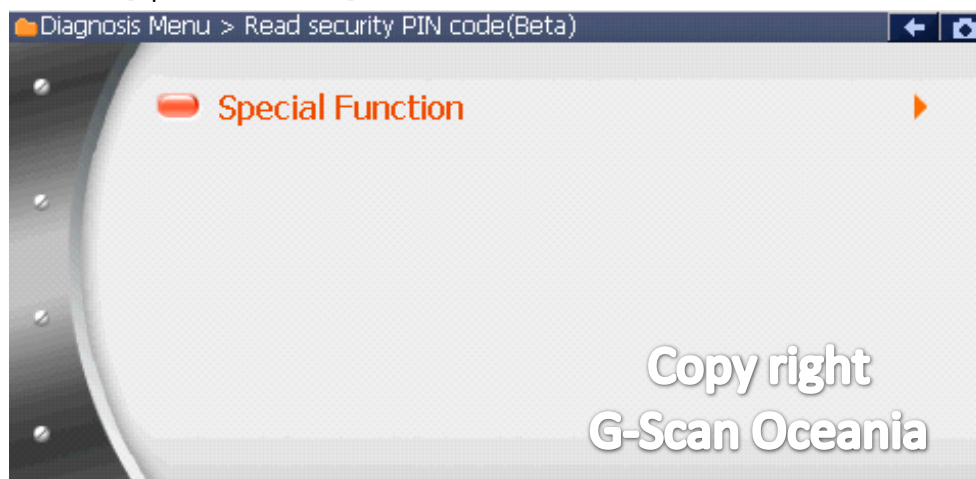 Diagnosis Menu > Read security PIN code(Beta)
Special Function
Copy right
G-Scan Oceania